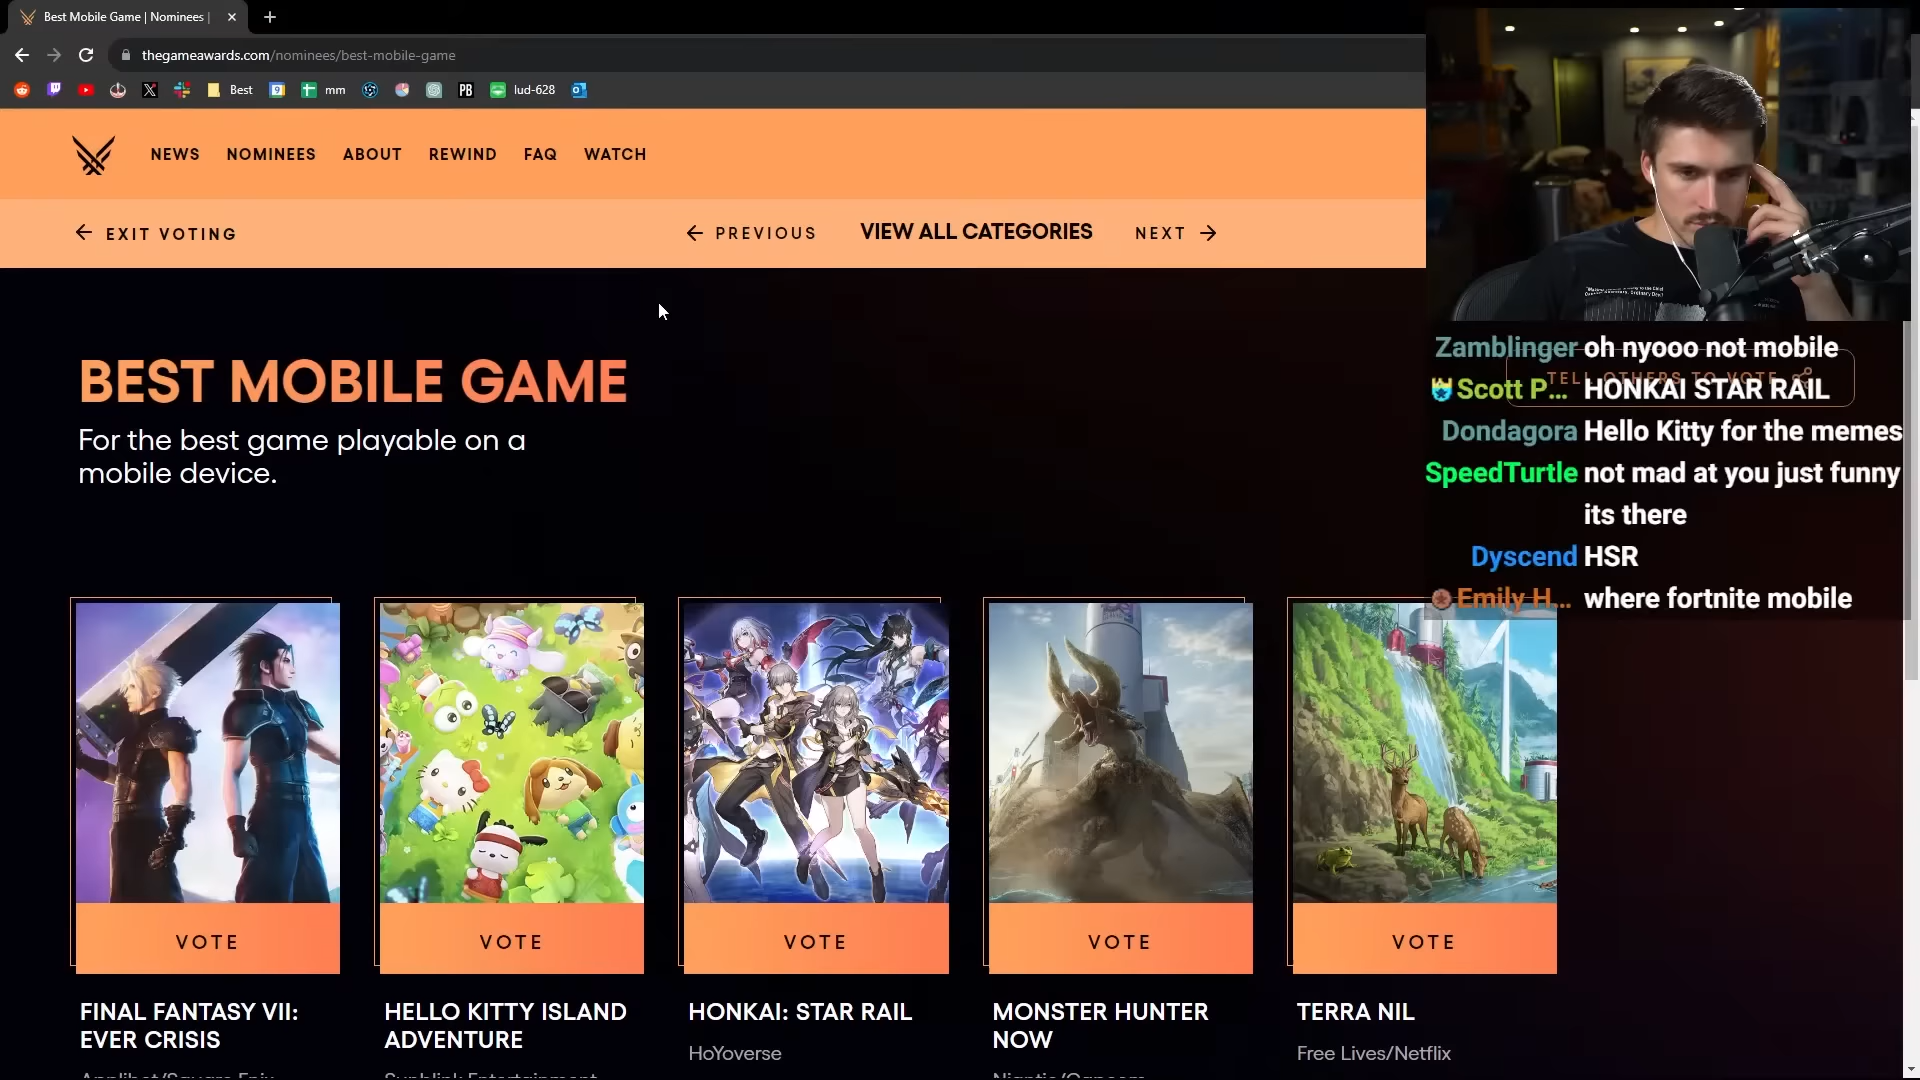 Best Mobile Game | Nominees |
thegameawards.com/nominees/best-mobile-game
Best
mm
PB
lud-628
NEWS NOMINEES ABOUT REWIND FAQ WATCH
EXIT VOTING
PREVIOUS VIEW ALL CATEGORIES NEXT
BEST MOBILE GAME
For the best game playable on a
mobile device.
TELL OTHERS TO VOTE
Zamblinger oh nyooo not mobile
Scott P... HONKAI STAR RAIL
Dondagora Hello Kitty for the memes
SpeedTurtle not mad at you just funny
its there
Dyscend HSR
Emily H... where fortnite mobile
VOTE VOTE VOTE VOTE VOTE
FINAL FANTASY VII:
EVER CRISIS
Applibot/Square Enix
HELLO KITTY ISLAND
ADVENTURE
Sunblink Entertainment
HONKAI: STAR RAIL
HoYoverse
MONSTER HUNTER
NOW
Niantic/Capcom
TERRA NIL
Free Lives/Netflix